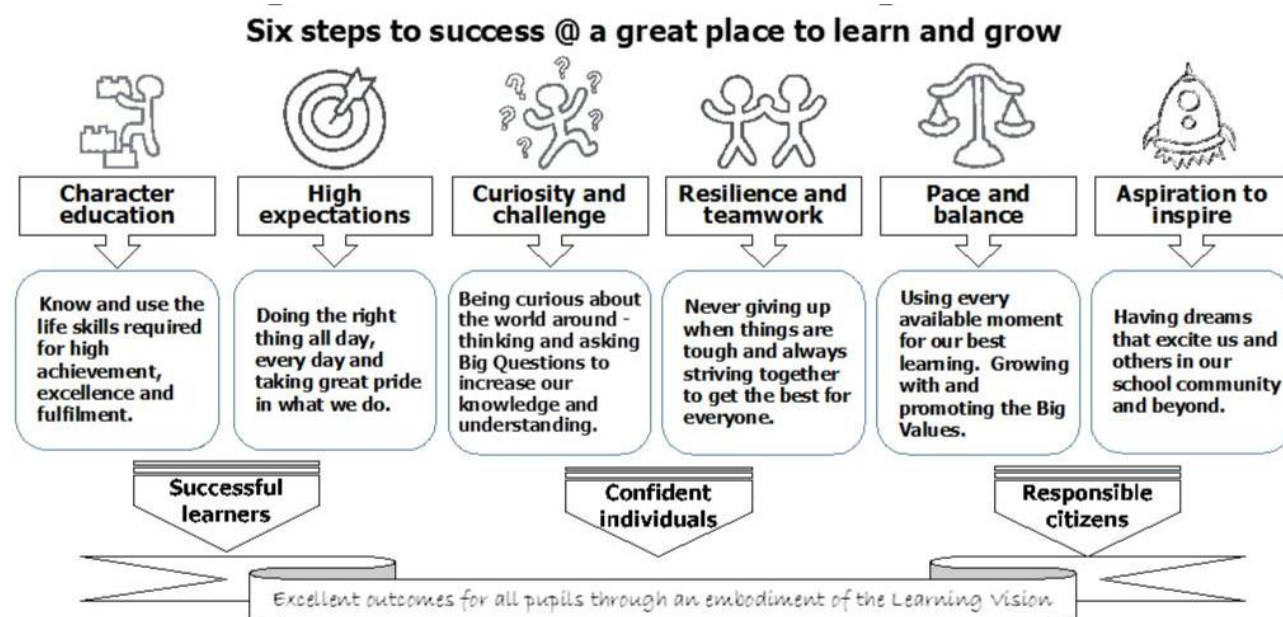 Six steps to success @ a great place to learn and grow
Character
education
High
expectations
Curiosity and
challenge
Resilience and
teamwork
Pace and
balance
Aspiration to
inspire
Know and use the
life skills required
for high
achievement,
excellence and
fulfilment.
Doing the right
thing all day,
every day and
taking great pride
in what we do.
Being curious about
the world around -
thinking and asking
Big Questions to
increase our
knowledge and
understanding.
Never giving up
when things are
tough and always
striving together
to get the best for
everyone.
Using every
available moment
for our best
learning. Growing
with and
promoting the Big
Values.
Having dreams
that excite us and
others in our
school community
and beyond.
Successful
learners
Confident
individuals
Responsible
citizens
Excellent outcomes for all pupils through an embodiment of the Learning Vision